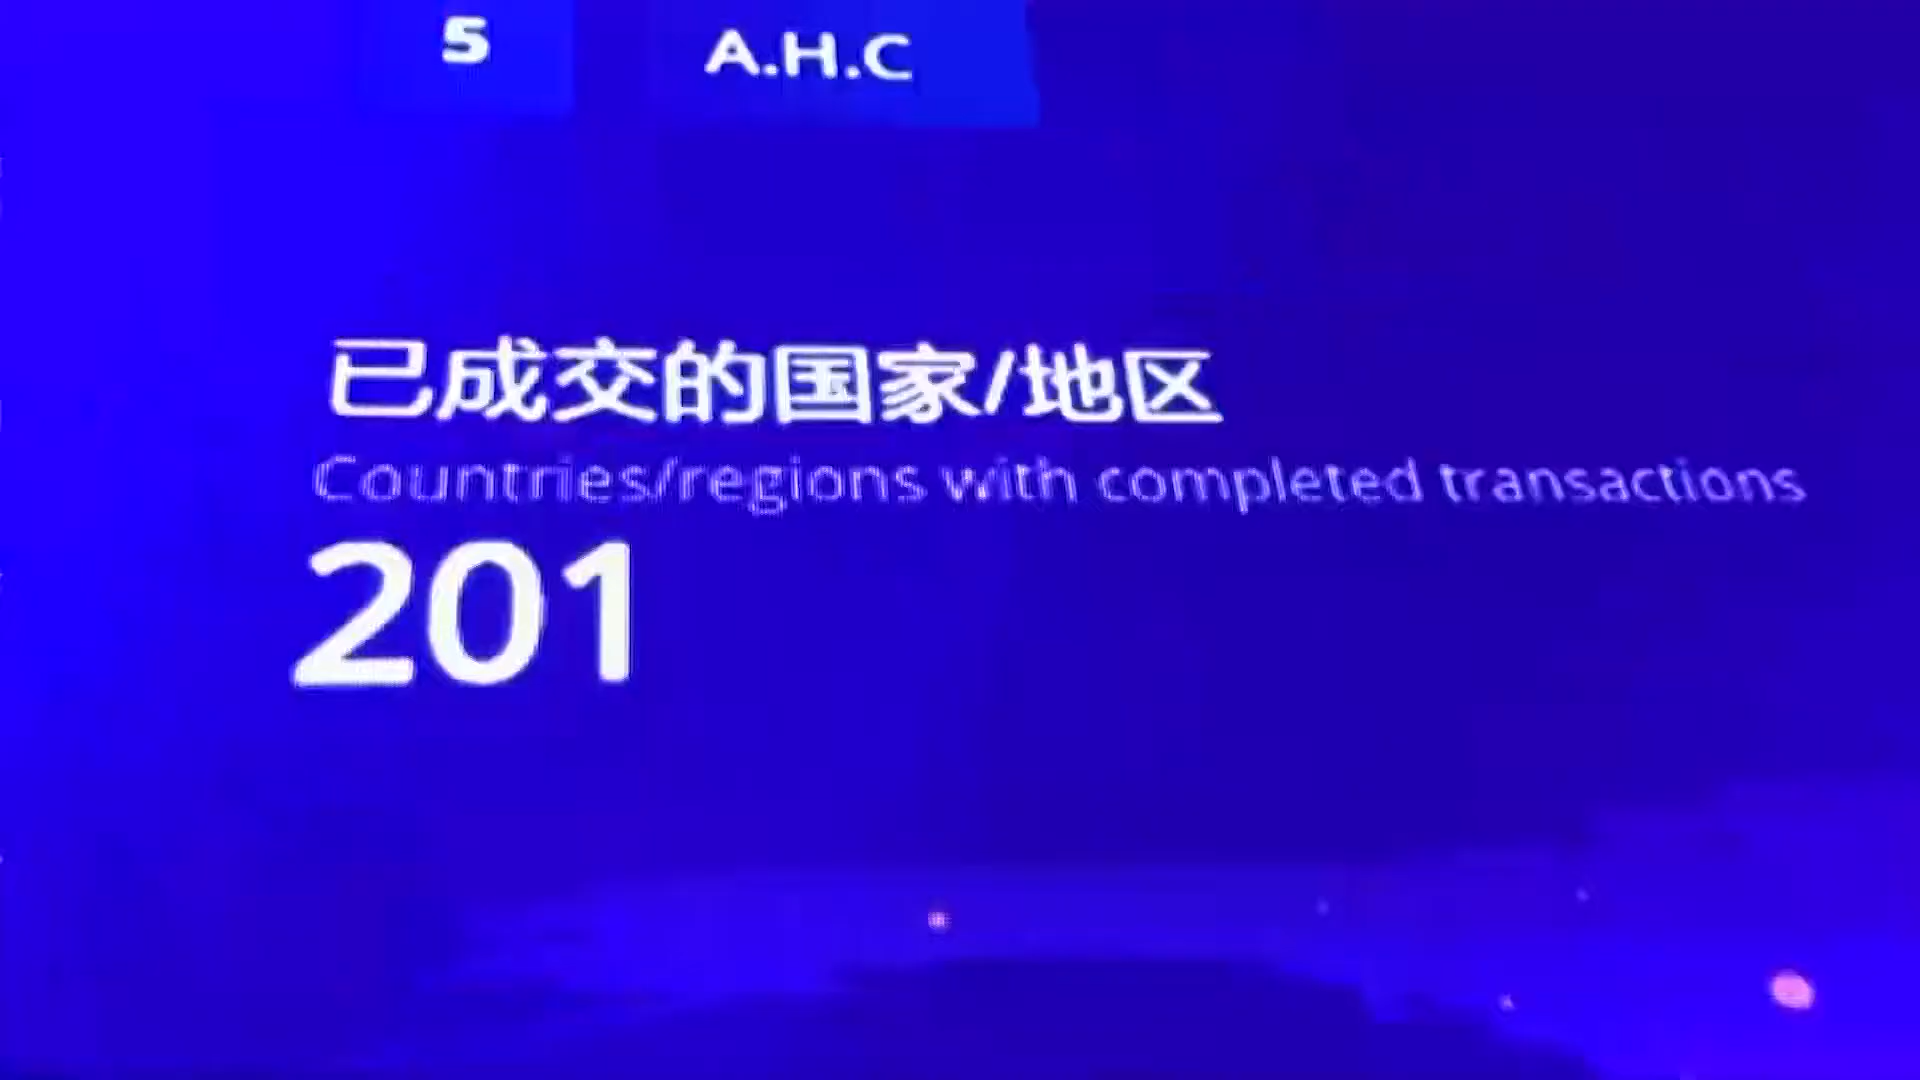 5 A.H.C
已成交的国家/地区
Countries/regions with completed transactions
201